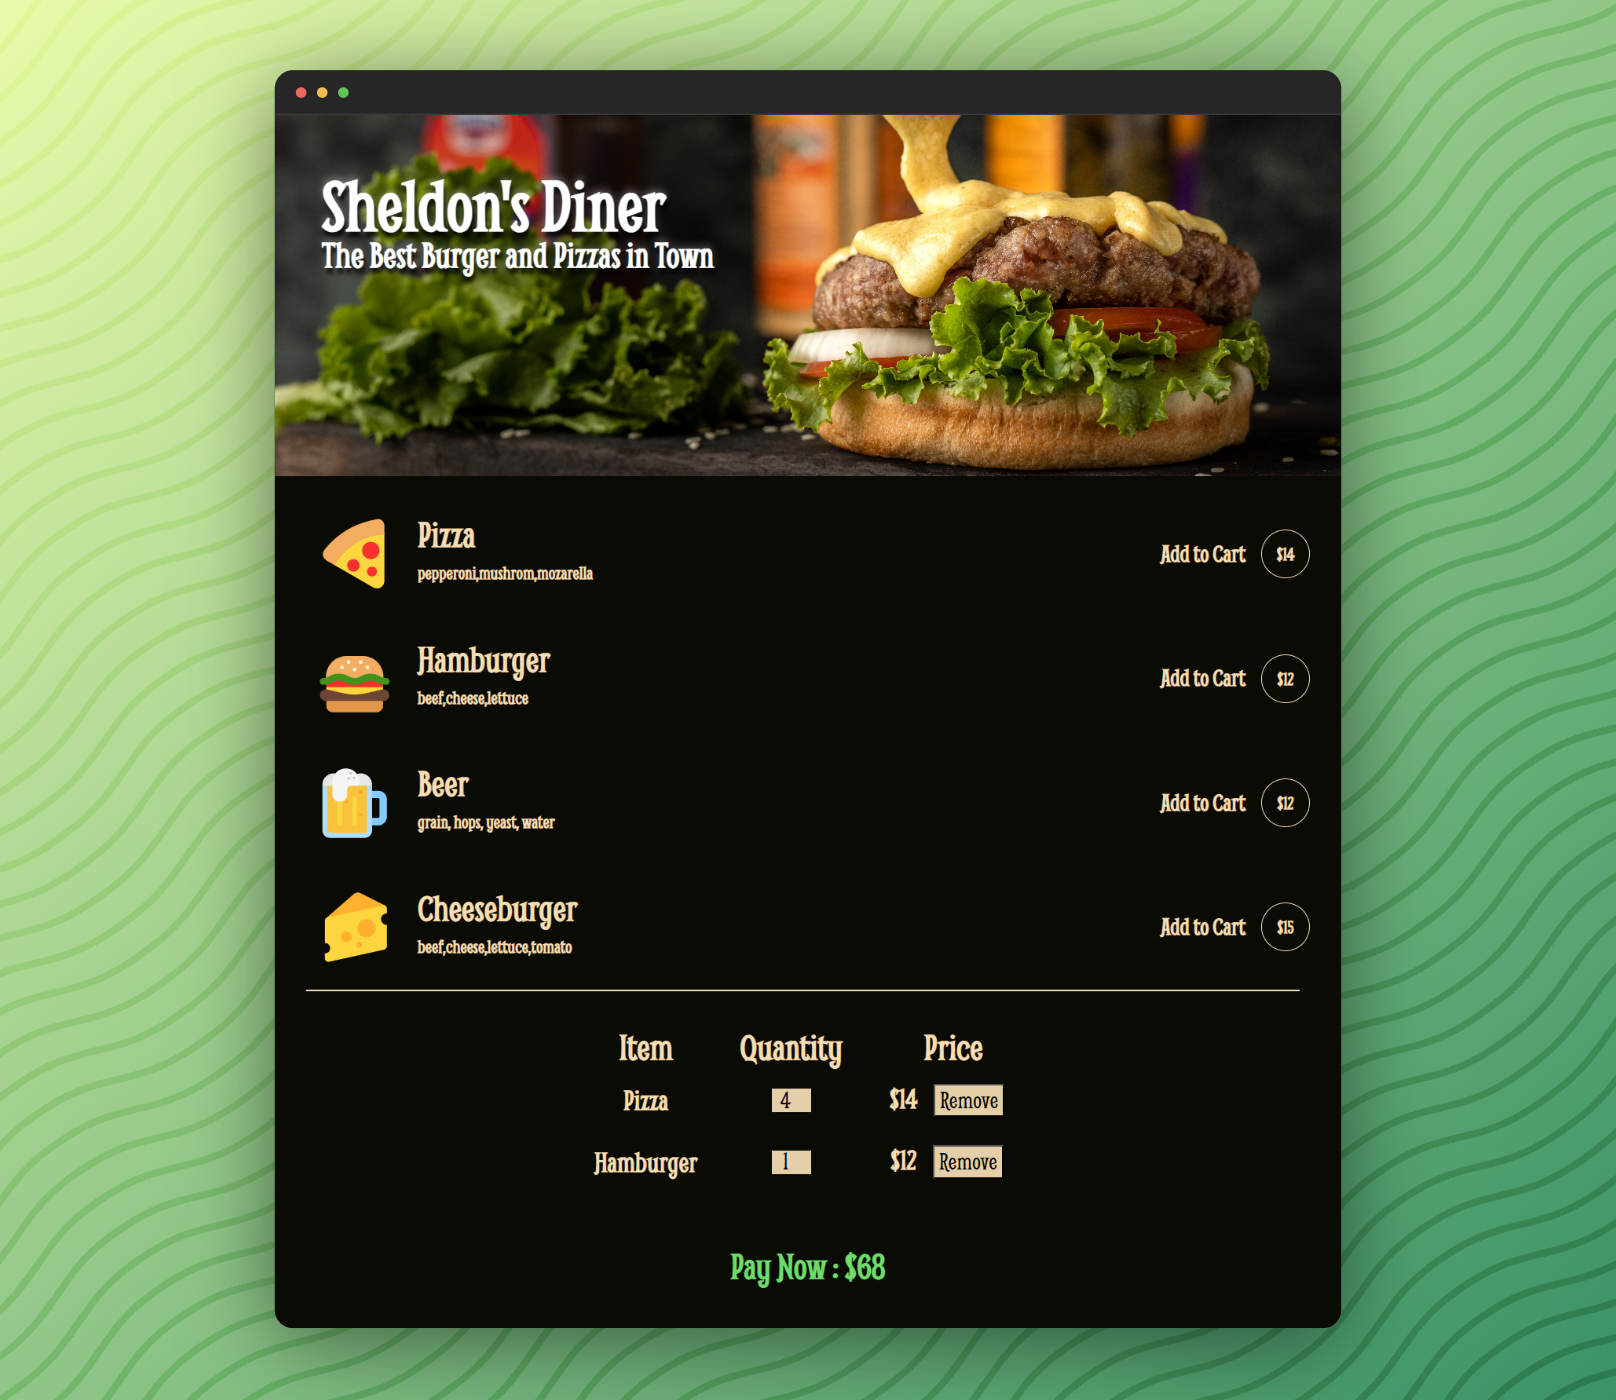 Sheldon's Diner
The Best Burger and Pizzas in Town
Pizza
pepperoni,mushrom,mozarella
Add to Cart $14
Hamburger
beef,cheese,lettuce
Add to Cart $12
Beer
grain, hops, yeast, water
Add to Cart $12
Cheeseburger
beef,cheese,lettuce,tomato
Add to Cart $15
Item Quantity Price
Pizza 4 $14 Remove
Hamburger 1 $12 Remove
Pay Now : $68